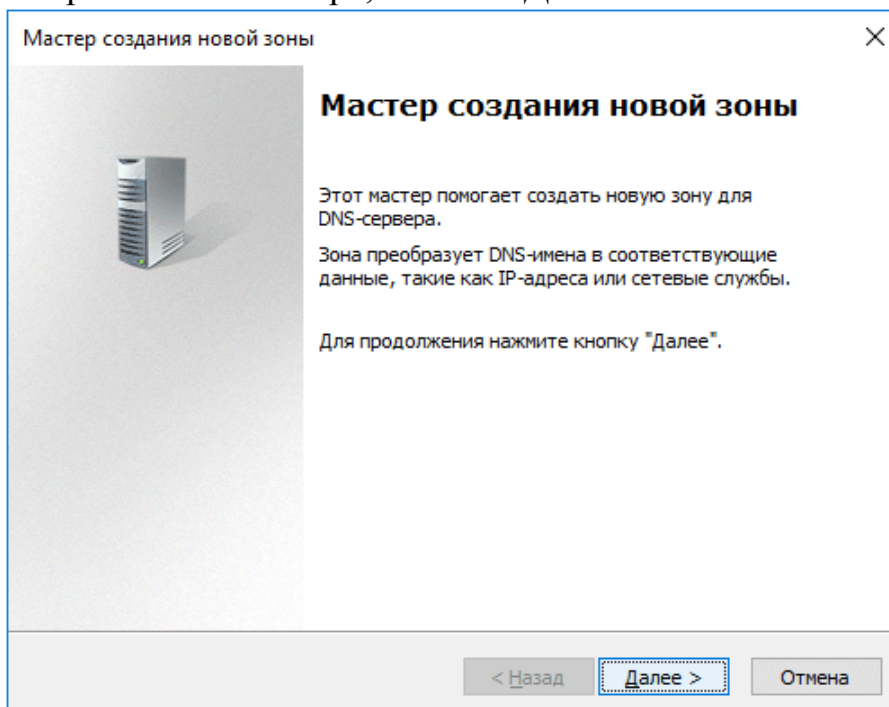 Мастер создания новой зоны
Мастер создания новой зоны
Этот мастер помогает создать новую зону для
DNS-сервера.
Зона преобразует DNS-имена в соответствующие
данные, такие как IP-адреса или сетевые службы.
Для продолжения нажмите кнопку "Далее".
< Назад Далее > Отмена